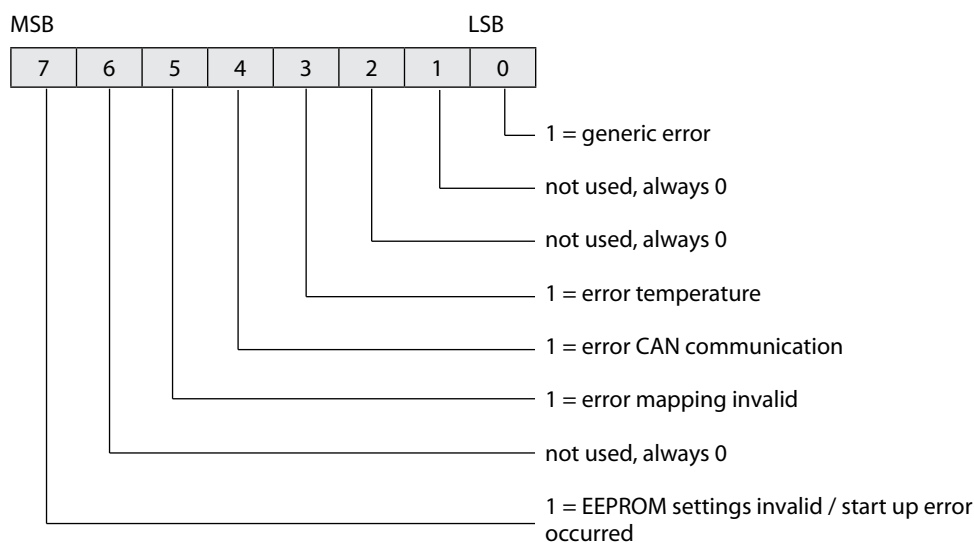 MSB LSB
7 6 5 4 3 2 1 0
1 = generic error
not used, always 0
not used, always 0
1 = error temperature
1 = error CAN communication
1 = error mapping invalid
not used, always 0
1 = EEPROM settings invalid / start up error
occurred